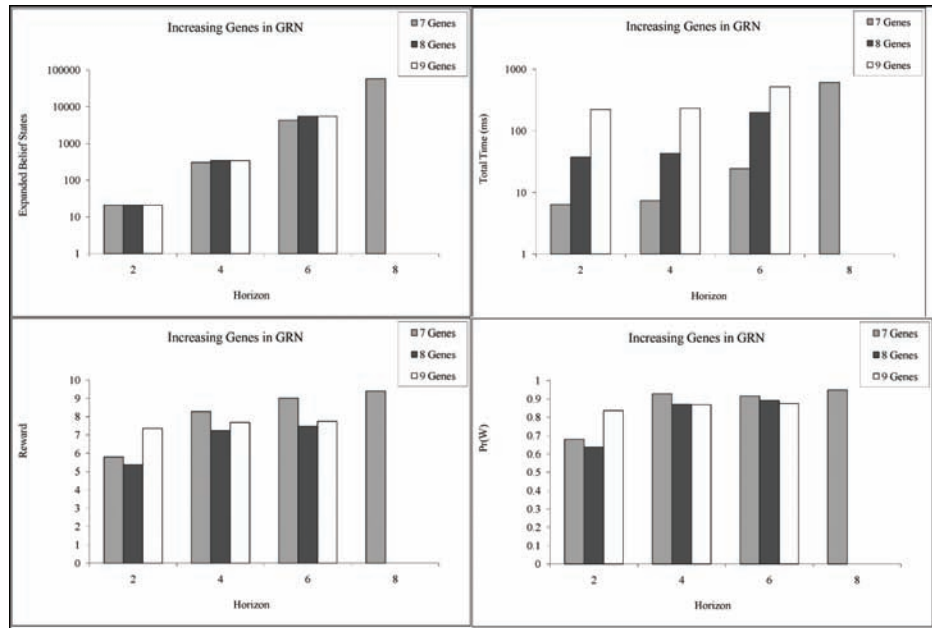 Increasing Genes in GRN
7 Genes
8 Genes
9 Genes
100000
10000
1000
100
10
1
Expanded Belief States
2 4 6 8
Horizon
Increasing Genes in GRN
7 Genes
8 Genes
9 Genes
1000
100
10
1
Total Time (ms)
2 4 6 8
Horizon
Increasing Genes in GRN
7 Genes
8 Genes
9 Genes
10
9
8
7
6
5
4
3
2
1
0
Reward
2 4 6 8
Horizon
Increasing Genes in GRN
7 Genes
8 Genes
9 Genes
1
0.9
0.8
0.7
0.6
0.5
0.4
0.3
0.2
0.1
0
Pr(W)
2 4 6 8
Horizon